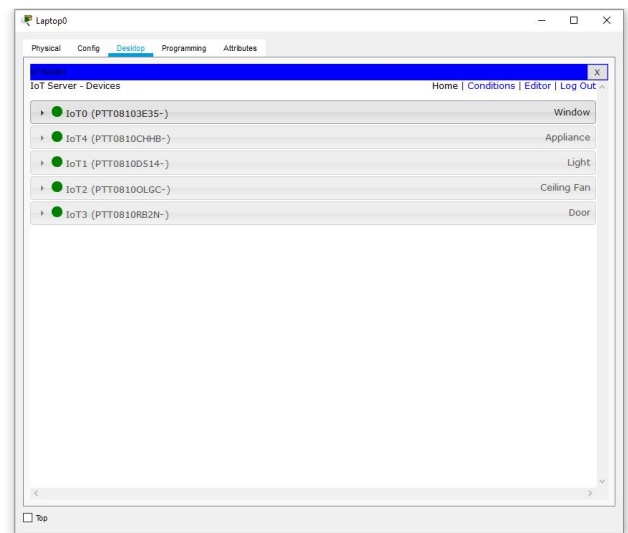 Laptop0
Physical Config Desktop Programming Attributes
X
IoT Server - Devices Home | Conditions | Editor | Log Out
IoT0 (PTT08103E35-) Window
IoT4 (PTT0810CHHB-) Appliance
IoT1 (PTT0810D514-) Light
IoT2 (PTT0810OLGC-) Ceiling Fan
IoT3 (PTT0810RB2N-) Door
Top